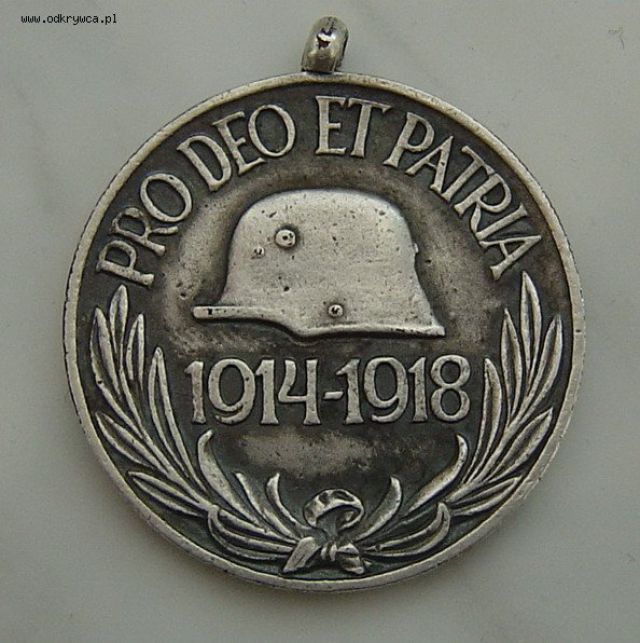 www.odkrywca.pl
PRO DEO ET PATRIA
1914-1918